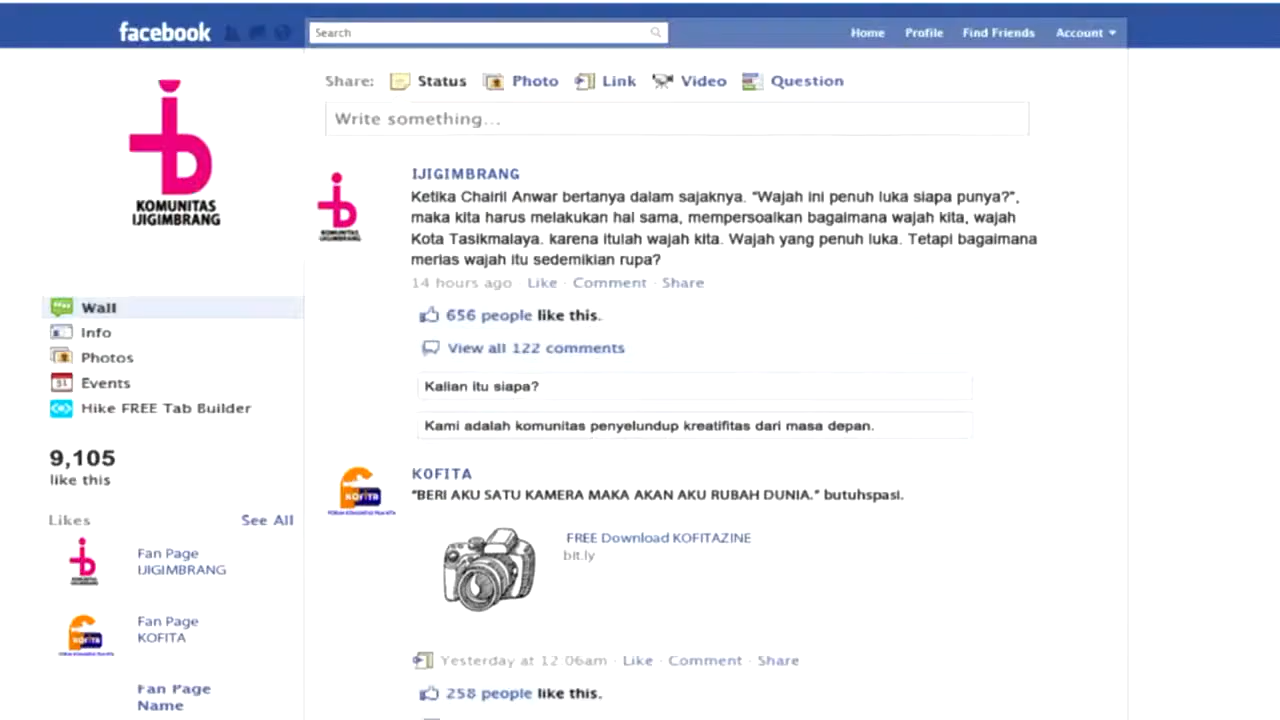 facebook
Search
Home Profile Find Friends Account
KOMUNITAS
IJIGIMBRANG
Wall
Info
Photos
Events
Hike FREE Tab Builder
9,105
like this
Likes See All
Fan Page
IJIGIMBRANG
Fan Page
KOFITA
Fan Page
Name
Share: Status Photo Link Video Question
Write something...
IJIGIMBRANG
Ketika Chairil Anwar bertanya dalam sajaknya. "Wajah ini penuh luka siapa punya?",
maka kita harus melakukan hal sama, mempersoalkan bagaimana wajah kita, wajah
Kota Tasikmalaya. karena itulah wajah kita. Wajah yang penuh luka. Tetapi bagaimana
merias wajah itu sedemikian rupa?
14 hours ago Like · Comment · Share
656 people like this.
View all 122 comments
Kalian itu siapa?
Kami adalah komunitas penyelundup kreatifitas dari masa depan.
KOFITA
KOFITA
"BERI AKU SATU KAMERA MAKA AKAN AKU RUBAH DUNIA." butuhspasi.
FREE Download KOFITAZINE
bit.ly
Yesterday at 12 06am · Like · Comment · Share
258 people like this.